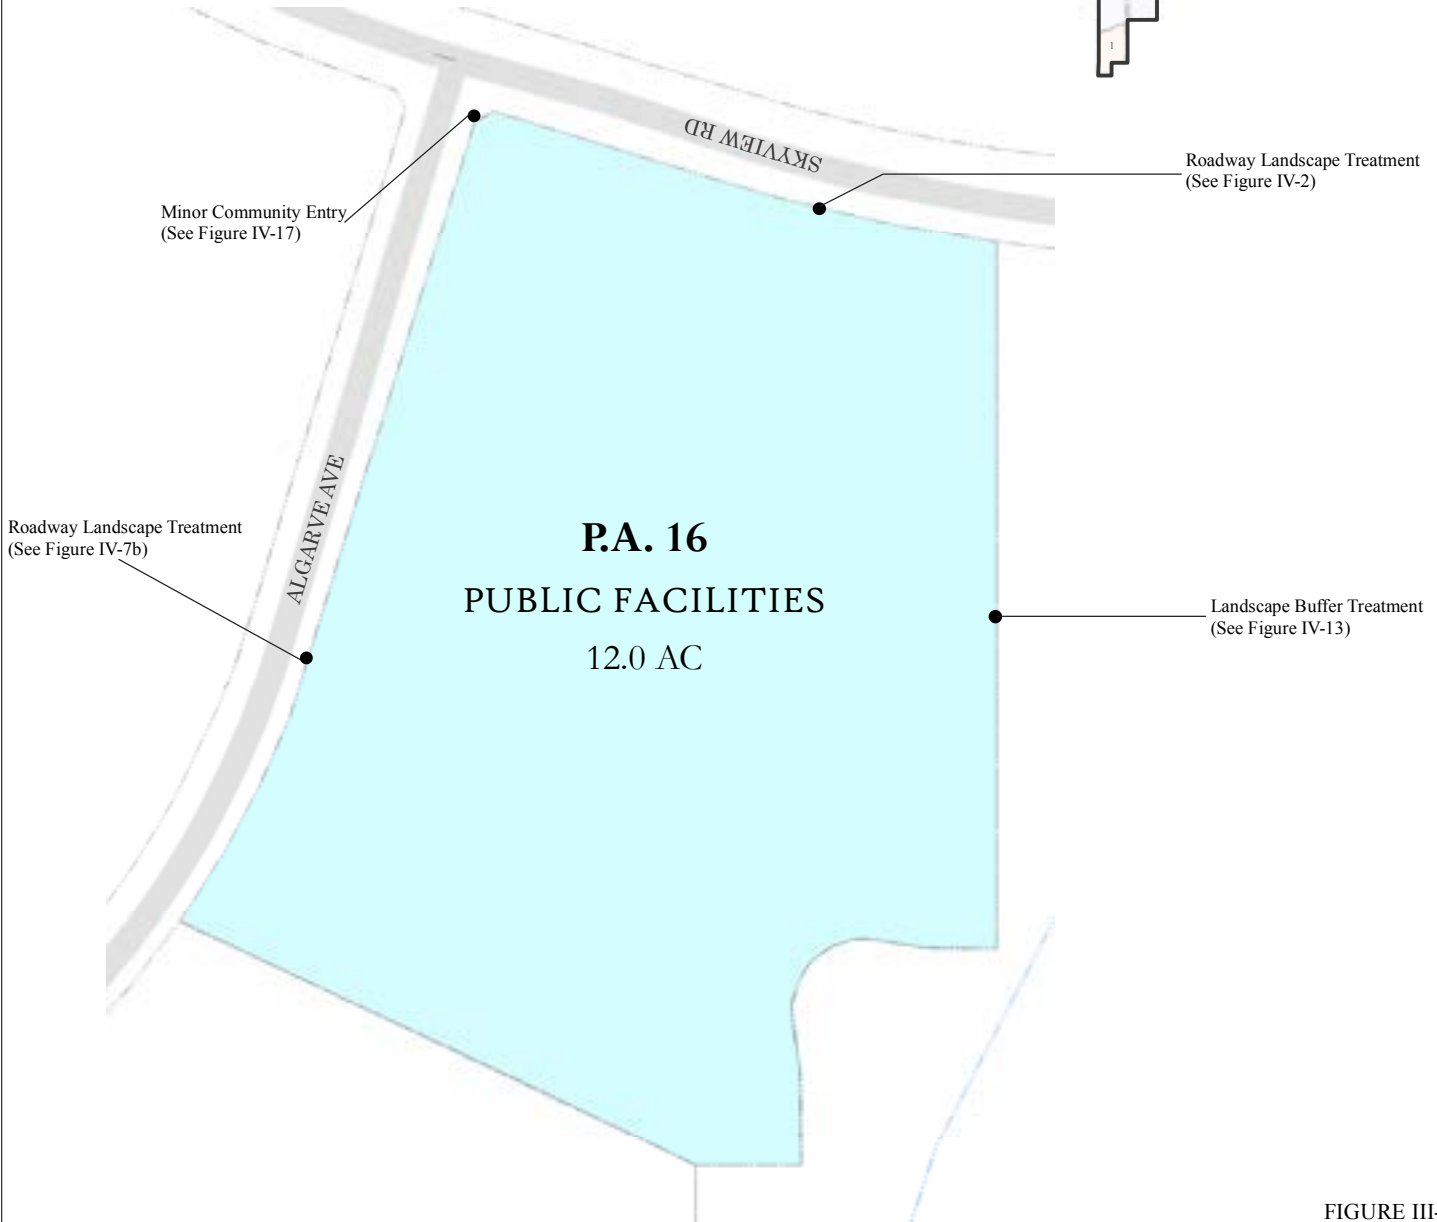 1
SKYVIEW RD
Roadway Landscape Treatment
(See Figure IV-2)
Minor Community Entry
(See Figure IV-17)
ALGARVE AVE
Roadway Landscape Treatment
(See Figure IV-7b)
P.A. 16
PUBLIC FACILITIES
12.0 AC
Landscape Buffer Treatment
(See Figure IV-13)
FIGURE III-